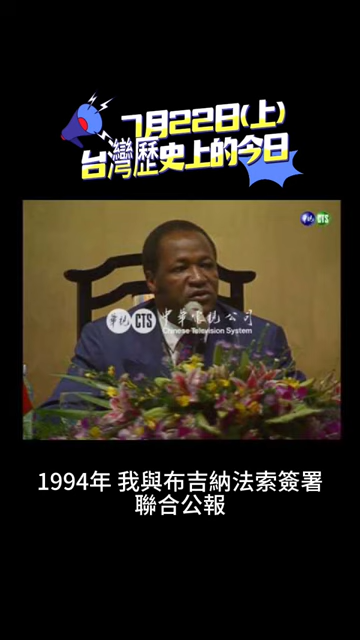 7月22日(上)
台灣歷史上的今日
華視 CTS
華視 CTS 中華電視公司
Chinese Television System
1994年 我與布吉納法索簽署
聯合公報